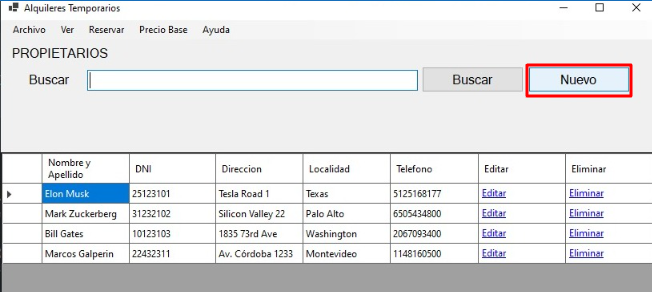 Alquileres Temporarios
Archivo Ver Reservar Precio Base Ayuda
PROPIETARIOS
Buscar Buscar Nuevo
Nombre y Apellido DNI Direccion Localidad Telefono Editar Eliminar
Elon Musk 25123101 Tesla Road 1 Texas 5125168177 Editar Eliminar
Mark Zuckerberg 31232102 Silicon Valley 22 Palo Alto 6505434800 Editar Eliminar
Bill Gates 10123103 1835 73rd Ave Washington 2067093400 Editar Eliminar
Marcos Galperin 22432311 Av. Córdoba 1233 Montevideo 1148160500 Editar Eliminar